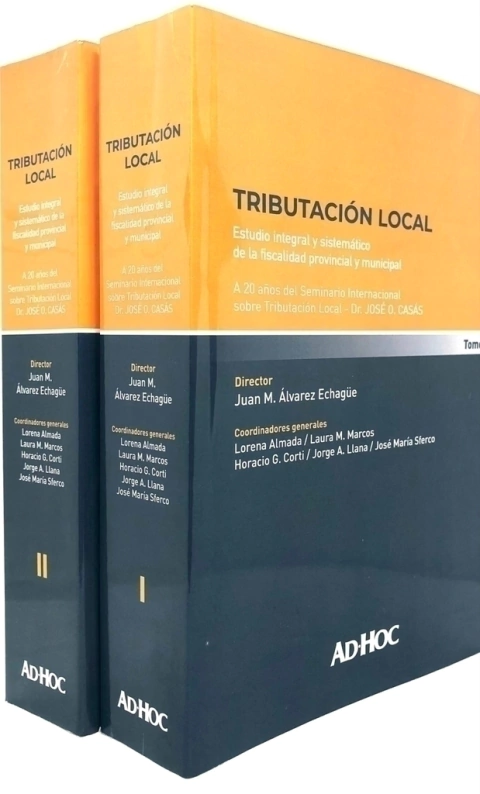 TRIBUTACIÓN
LOCAL
Estudio integral
y sistemático de la
fiscalidad provincial
y municipal
A 20 años del
Seminario Internacional
sobre Tributación Local
Dr. JOSÉ O. CASÁS
Director
Juan M.
Álvarez Echagüe
Coordinadores generales
Lorena Almada
Laura M. Marcos
Horacio G. Corti
Jorge A. Llana
José María Sferco
II
AD·HOC
TRIBUTACIÓN
LOCAL
Estudio integral
y sistemático de la
fiscalidad provincial
y municipal
A 20 años del
Seminario Internacional
sobre Tributación Local
Dr. JOSÉ O. CASÁS
Director
Juan M.
Álvarez Echagüe
Coordinadores generales
Lorena Almada
Laura M. Marcos
Horacio G. Corti
Jorge A. Llana
José María Sferco
I
AD·HOC
TRIBUTACIÓN LOCAL
Estudio integral y sistemático
de la fiscalidad provincial y municipal
A 20 años del Seminario Internacional
sobre Tributación Local - Dr. JOSÉ O. CASÁS
Tomo
Director
Juan M. Álvarez Echagüe
Coordinadores generales
Lorena Almada / Laura M. Marcos
Horacio G. Corti / Jorge A. Llana / José María Sferco
AD·HOC